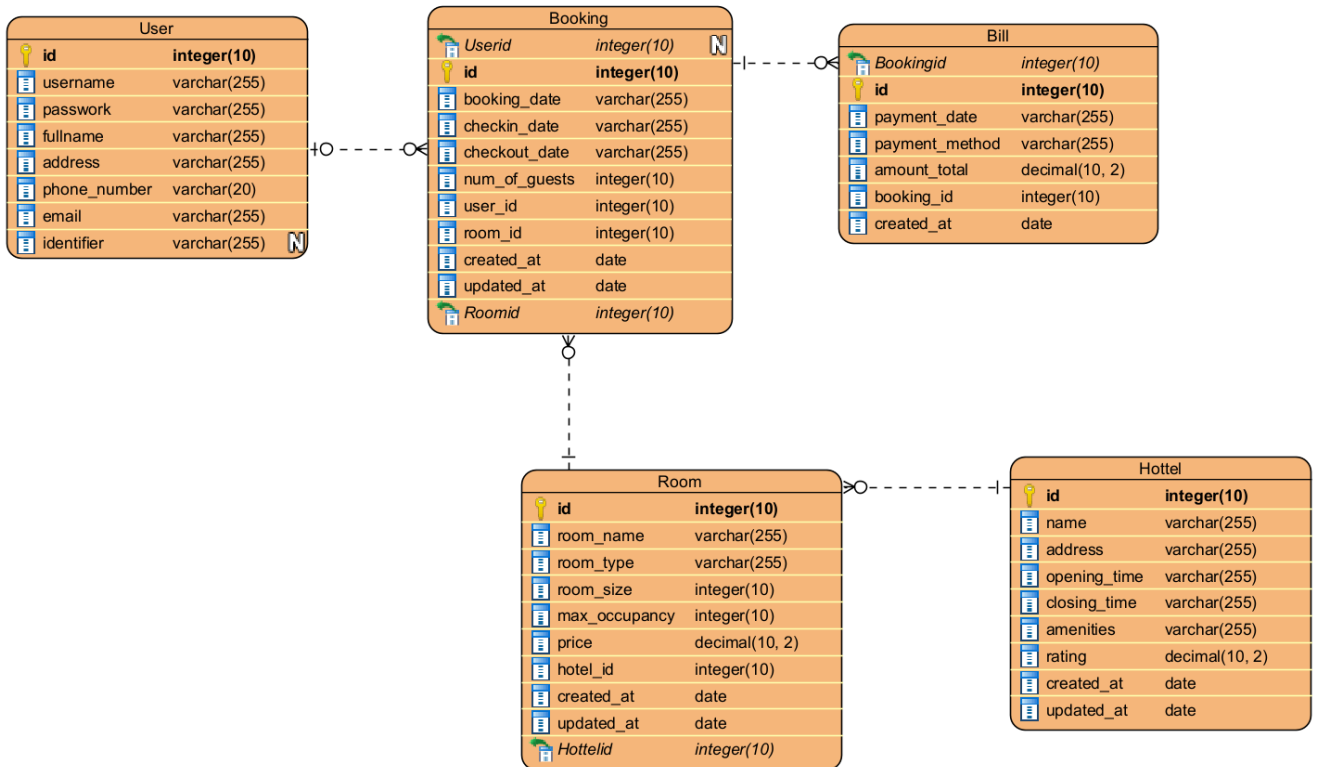 User
id integer(10)
username varchar(255)
passwork varchar(255)
fullname varchar(255)
address varchar(255)
phone_number varchar(20)
email varchar(255)
identifier varchar(255) N
Booking
Userid integer(10) N
id integer(10)
booking_date varchar(255)
checkin_date varchar(255)
checkout_date varchar(255)
num_of_guests integer(10)
user_id integer(10)
room_id integer(10)
created_at date
updated_at date
Roomid integer(10)
Bill
Bookingid integer(10)
id integer(10)
payment_date varchar(255)
payment_method varchar(255)
amount_total decimal(10, 2)
booking_id integer(10)
created_at date
Room
id integer(10)
room_name varchar(255)
room_type varchar(255)
room_size integer(10)
max_occupancy integer(10)
price decimal(10, 2)
hotel_id integer(10)
created_at date
updated_at date
Hottelid integer(10)
Hottel
id integer(10)
name varchar(255)
address varchar(255)
opening_time varchar(255)
closing_time varchar(255)
amenities varchar(255)
rating decimal(10, 2)
created_at date
updated_at date